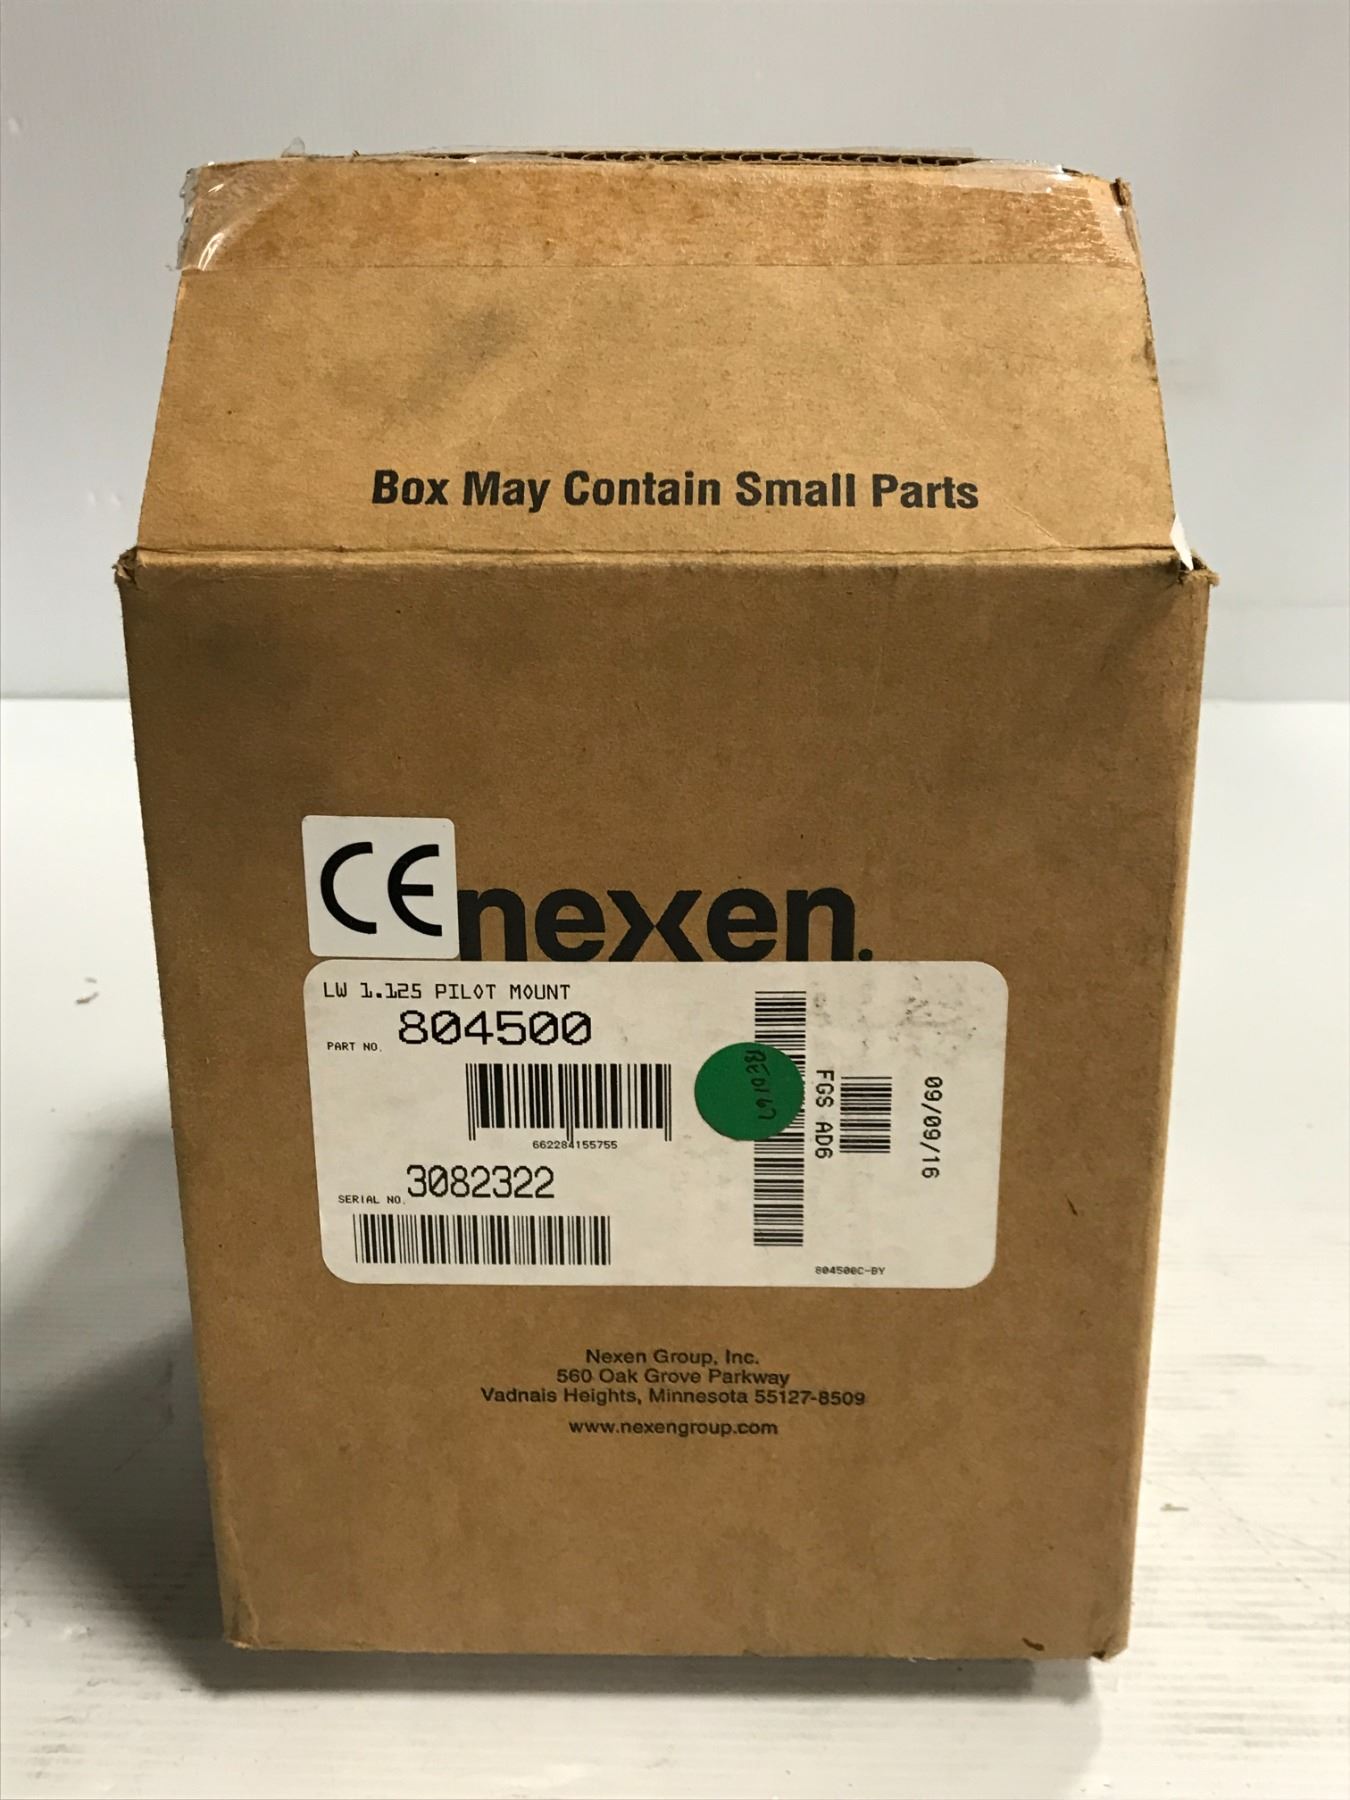 Box May Contain Small Parts
CE
nexen.
LW 1.125 PILOT MOUNT
PART NO. 804500
662284155755
SERIAL NO. 3082322
FGS AD6
09/09/16
804500C-BY
Nexen Group, Inc.
560 Oak Grove Parkway
Vadnais Heights, Minnesota 55127-8509
www.nexengroup.com